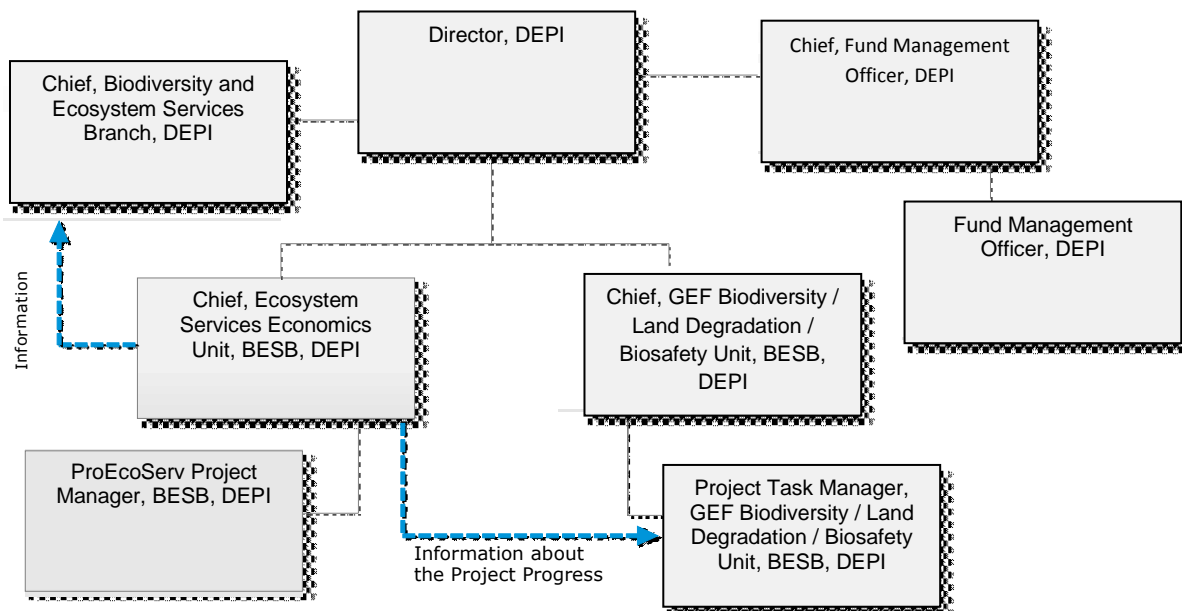 Director, DEPI
Chief, Fund Management
Officer, DEPI
Chief, Biodiversity and
Ecosystem Services
Branch, DEPI
Fund Management
Officer, DEPI
Information
Chief, Ecosystem
Services Economics
Unit, BESB, DEPI
Chief, GEF Biodiversity /
Land Degradation /
Biosafety Unit, BESB,
DEPI
ProEcoServ Project
Manager, BESB, DEPI
Information about
the Project Progress
Project Task Manager,
GEF Biodiversity / Land
Degradation / Biosafety
Unit, BESB, DEPI